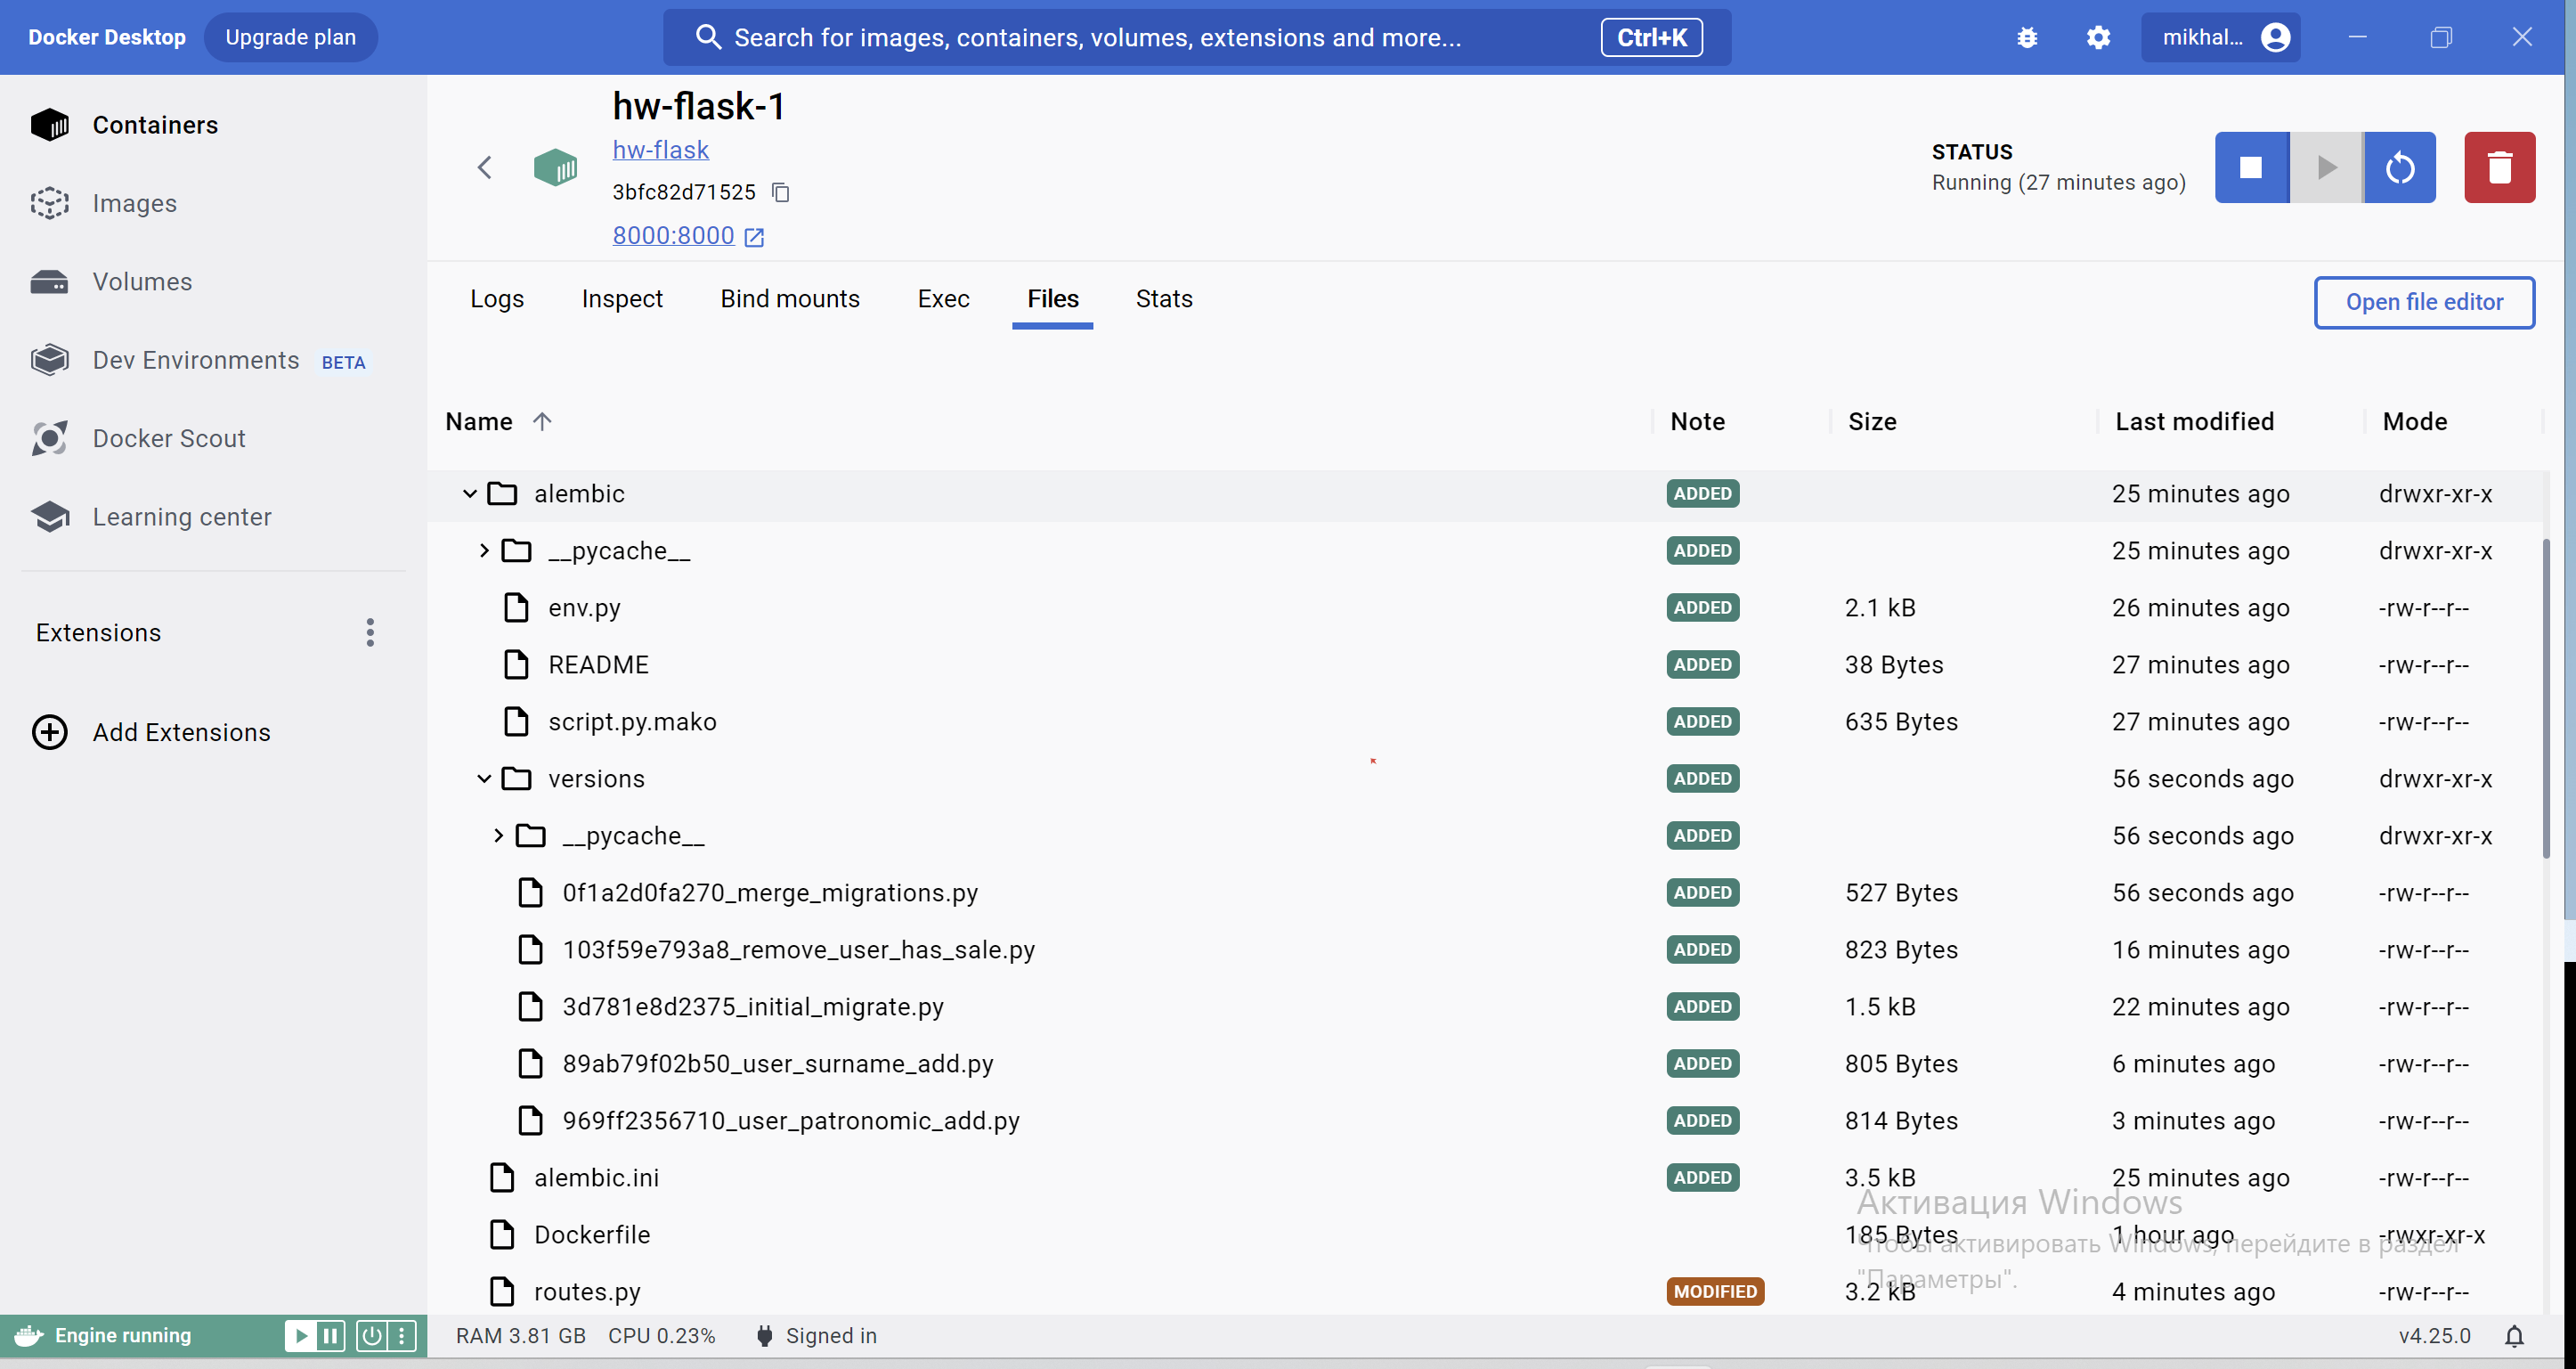 Docker Desktop Upgrade plan Search for images, containers, volumes, extensions and more... Ctrl+K mikhal...
Containers
Images
Volumes
Dev Environments BETA
Docker Scout
Learning center
Extensions
Add Extensions
hw-flask-1
hw-flask
3bfc82d71525
8000:8000
STATUS
Running (27 minutes ago)
Logs Inspect Bind mounts Exec Files Stats Open file editor
Name Note Size Last modified Mode
alembic ADDED 25 minutes ago drwxr-xr-x
__pycache__ ADDED 25 minutes ago drwxr-xr-x
env.py ADDED 2.1 kB 26 minutes ago -rw-r--r--
README ADDED 38 Bytes 27 minutes ago -rw-r--r--
script.py.mako ADDED 635 Bytes 27 minutes ago -rw-r--r--
versions ADDED 56 seconds ago drwxr-xr-x
__pycache__ ADDED 56 seconds ago drwxr-xr-x
0f1a2d0fa270_merge_migrations.py ADDED 527 Bytes 56 seconds ago -rw-r--r--
103f59e793a8_remove_user_has_sale.py ADDED 823 Bytes 16 minutes ago -rw-r--r--
3d781e8d2375_initial_migrate.py ADDED 1.5 kB 22 minutes ago -rw-r--r--
89ab79f02b50_user_surname_add.py ADDED 805 Bytes 6 minutes ago -rw-r--r--
969ff2356710_user_patronomic_add.py ADDED 814 Bytes 3 minutes ago -rw-r--r--
alembic.ini ADDED 3.5 kB 25 minutes ago -rw-r--r--
Dockerfile 185 Bytes 1 hour ago -rwxr-xr-x
routes.py MODIFIED 3.2 kB 4 minutes ago -rw-r--r--
Активация Windows
Чтобы активировать Windows, перейдите в раздел
"Параметры".
Engine running RAM 3.81 GB CPU 0.23% Signed in v4.25.0